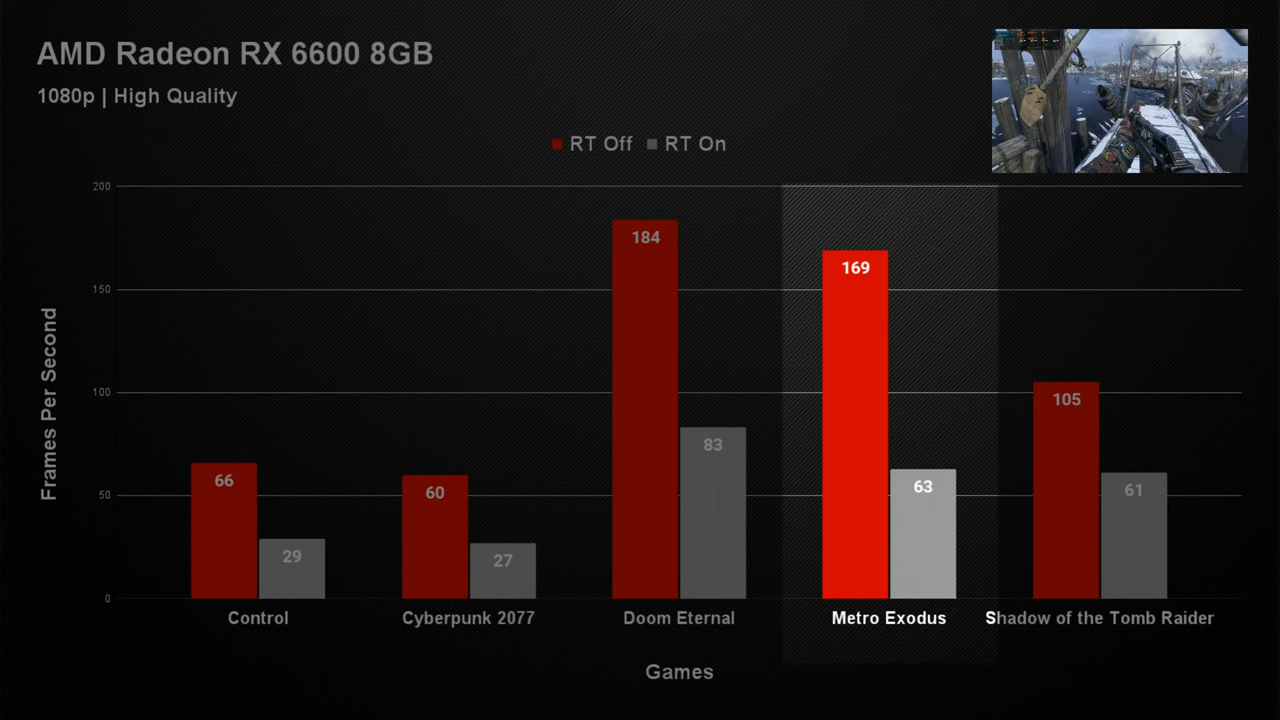 AMD Radeon RX 6600 8GB
1080p | High Quality
RT Off RT On
200
150
100
50
0
Frames Per Second
184
169
105
83
66
63
61
60
29
27
Control Cyberpunk 2077 Doom Eternal Metro Exodus Shadow of the Tomb Raider
Games